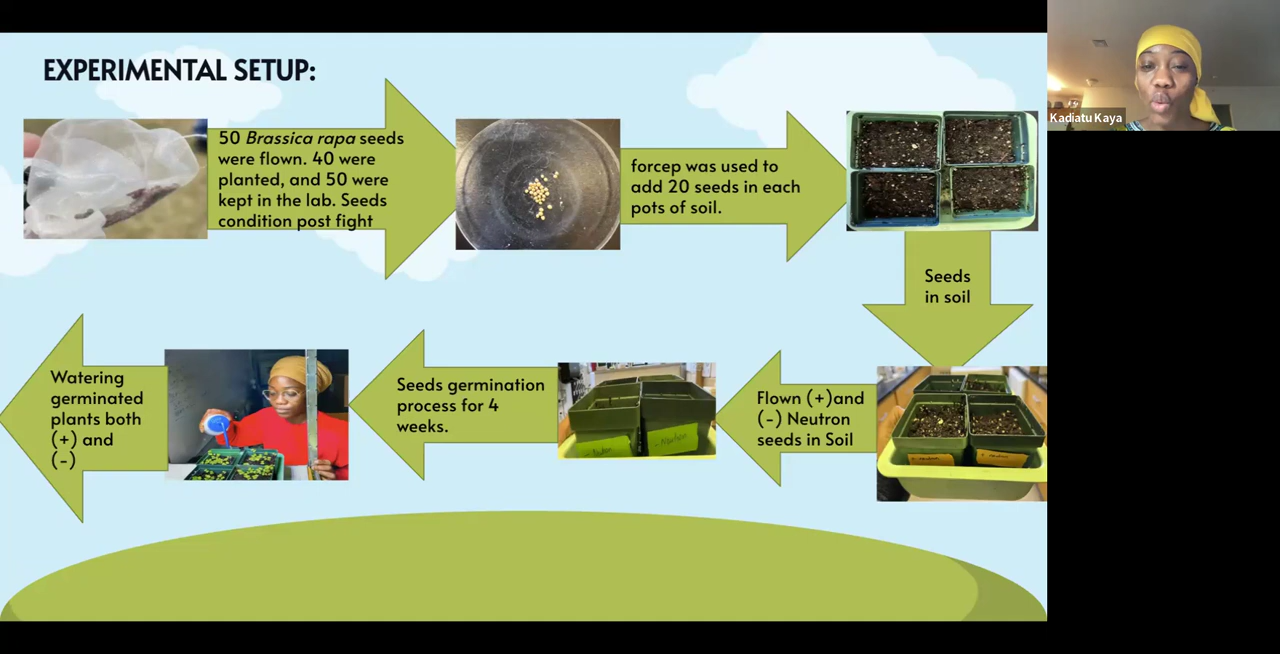 EXPERIMENTAL SETUP:
50 Brassica rapa seeds
were flown. 40 were
planted, and 50 were
kept in the lab. Seeds
condition post fight
forcep was used to
add 20 seeds in each
pots of soil.
Kadiatu Kaya
Seeds
in soil
Flown (+)and
(-) Neutron
seeds in Soil
Seeds germination
process for 4
weeks.
Watering
germinated
plants both
(+) and
(-)